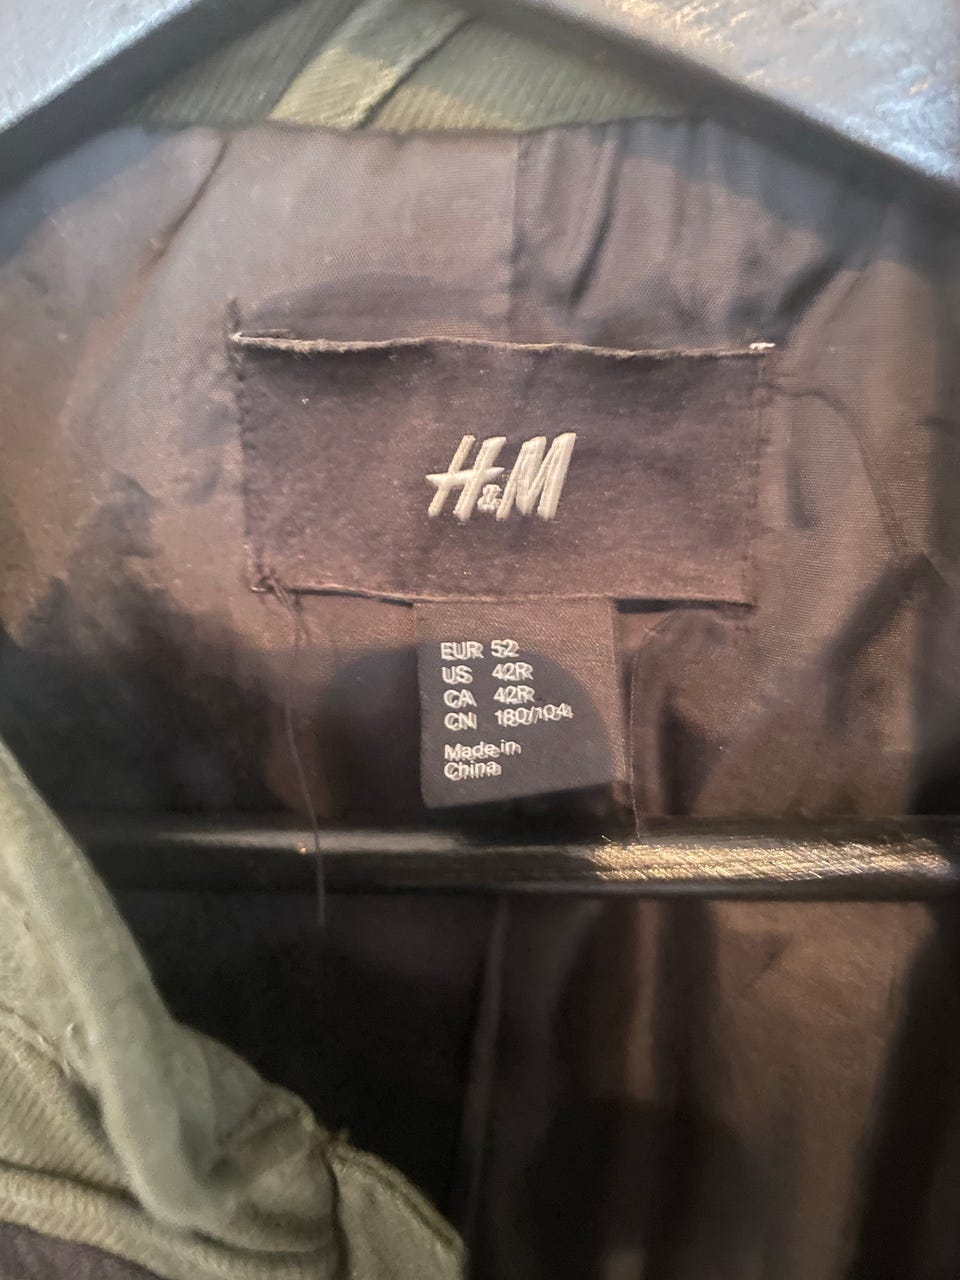 H&M
EUR 52
US 42R
CA 42R
CN 180/104
Made in
China